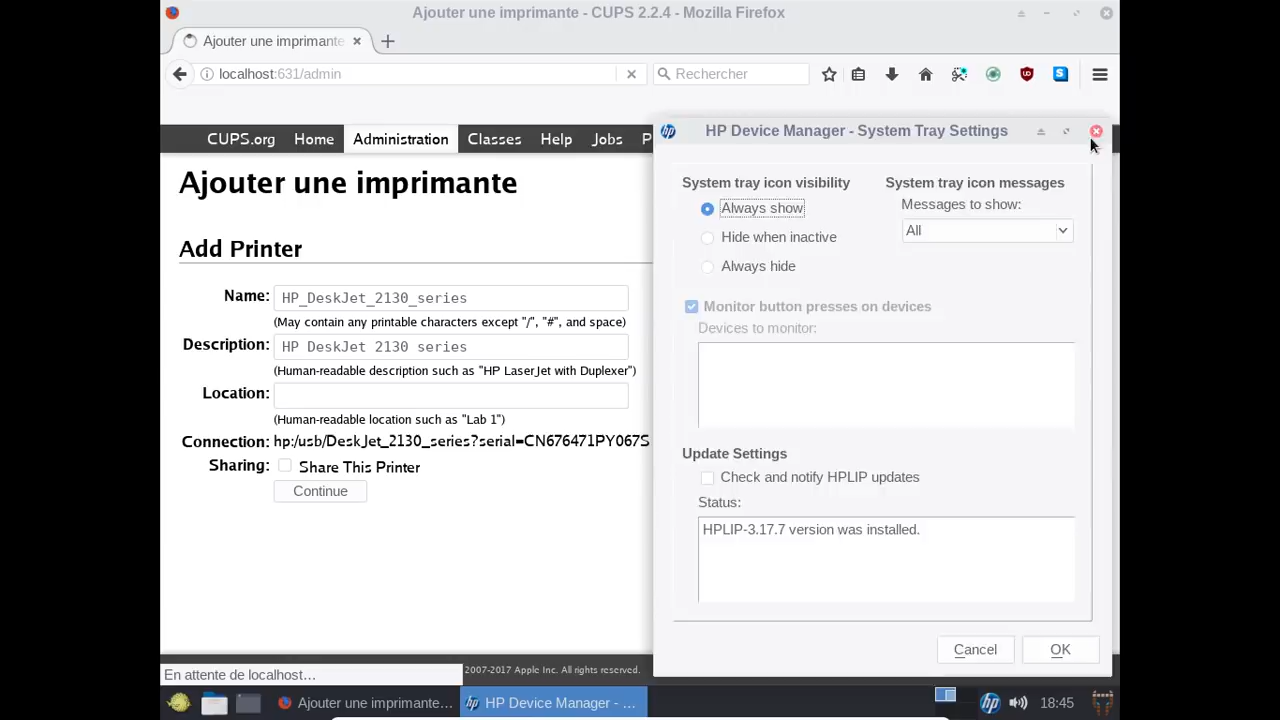 Ajouter une imprimante - CUPS 2.2.4 - Mozilla Firefox
Ajouter une imprimante
localhost:631/admin
Rechercher
CUPS.org Home Administration Classes Help Jobs P
Ajouter une imprimante
Add Printer
Name: HP_DeskJet_2130_series
(May contain any printable characters except "/", "#", and space)
Description: HP DeskJet 2130 series
(Human-readable description such as "HP LaserJet with Duplexer")
Location:
(Human-readable location such as "Lab 1")
Connection: hp:/usb/DeskJet_2130_series?serial=CN676471PY067S
Sharing: Share This Printer
Continue
2007-2017 Apple Inc. All rights reserved.
En attente de localhost…
HP Device Manager - System Tray Settings
System tray icon visibility
Always show
Hide when inactive
Always hide
System tray icon messages
Messages to show:
All
Monitor button presses on devices
Devices to monitor:
Update Settings
Check and notify HPLIP updates
Status:
HPLIP-3.17.7 version was installed.
Cancel OK
Ajouter une imprimante… HP Device Manager - … hp 18:45